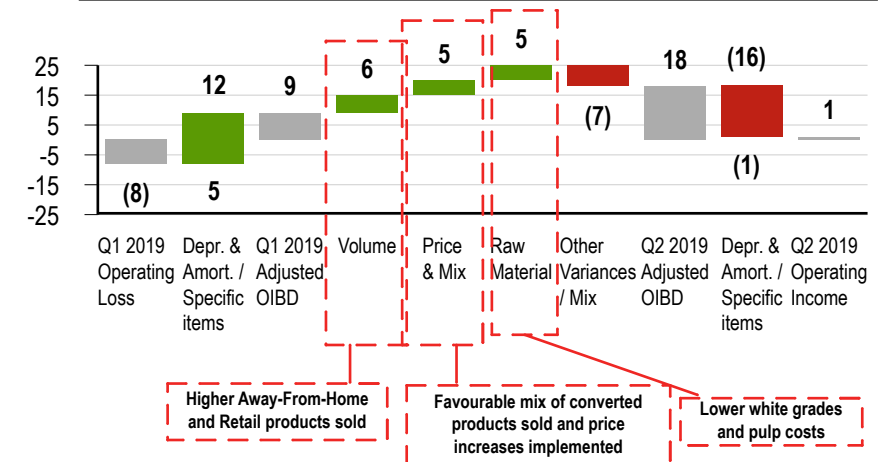 25
15
5
-5
-15
-25
(8)
12
5
9
6
5
5
(7)
18
(16)
(1)
1
Q1 2019
Operating
Loss
Depr. &
Amort. /
Specific
items
Q1 2019
Adjusted
OIBD
Volume
Price
& Mix
Raw
Material
Other
Variances
/ Mix
Q2 2019
Adjusted
OIBD
Depr. &
Amort. /
Specific
items
Q2 2019
Operating
Income
Higher Away-From-Home
and Retail products sold
Favourable mix of converted
products sold and price
increases implemented
Lower white grades
and pulp costs